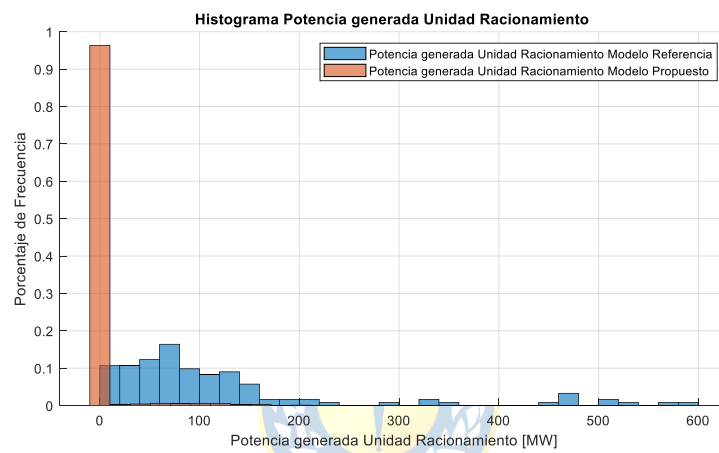 Histograma Potencia generada Unidad Racionamiento
Potencia generada Unidad Racionamiento Modelo Referencia
Potencia generada Unidad Racionamiento Modelo Propuesto
Porcentaje de Frecuencia
1
0.9
0.8
0.7
0.6
0.5
0.4
0.3
0.2
0.1
0
0 100 200 300 400 500 600
Potencia generada Unidad Racionamiento [MW]